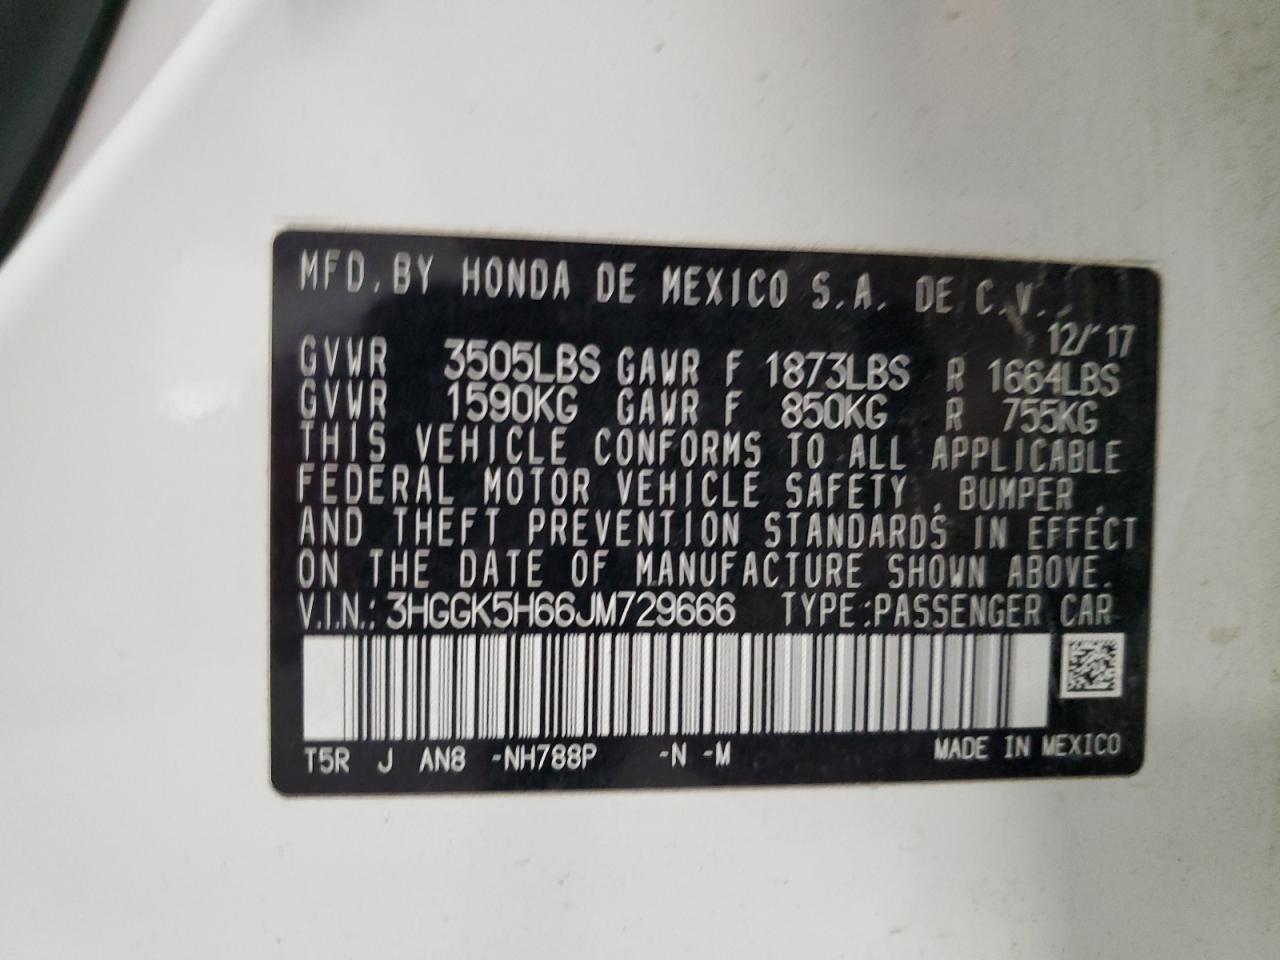 MFD. BY HONDA DE MEXICO S.A. DE C.V.
12/17
GVWR 3505LBS GAWR F 1873LBS R 1664LBS
GVWR 1590KG GAWR F 850KG R 755KG
THIS VEHICLE CONFORMS TO ALL APPLICABLE
FEDERAL MOTOR VEHICLE SAFETY, BUMPER,
AND THEFT PREVENTION STANDARDS IN EFFECT
ON THE DATE OF MANUFACTURE SHOWN ABOVE.
V.I.N.: 3HGGK5H66JM729666 TYPE:PASSENGER CAR
T5R J AN8 -NH788P -N -M MADE IN MEXICO